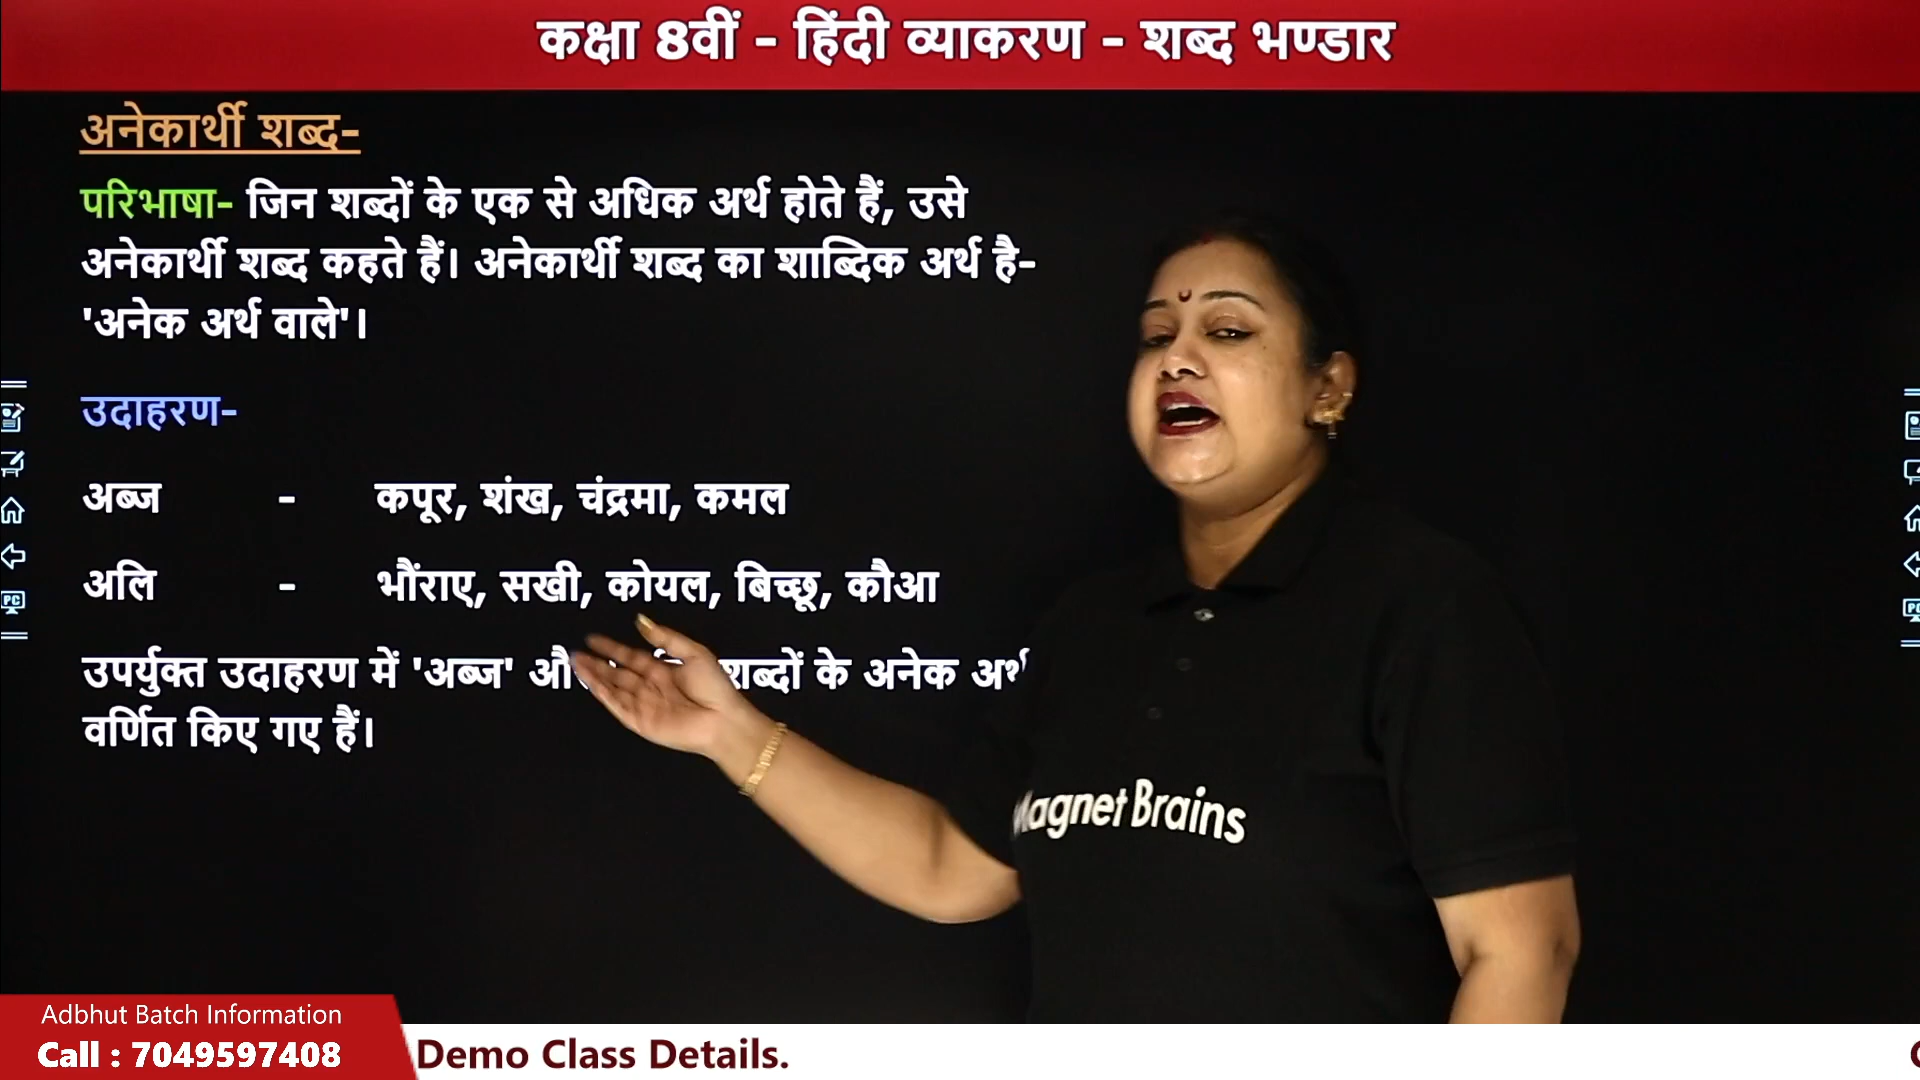 कक्षा 8वीं - हिंदी व्याकरण - शब्द भण्डार
अनेकार्थी शब्द-
परिभाषा- जिन शब्दों के एक से अधिक अर्थ होते हैं, उसे
अनेकार्थी शब्द कहते हैं। अनेकार्थी शब्द का शाब्दिक अर्थ है-
'अनेक अर्थ वाले'।
उदाहरण-
अब्ज - कपूर, शंख, चंद्रमा, कमल
अलि - भौंराए, सखी, कोयल, बिच्छू, कौआ
उपर्युक्त उदाहरण में 'अब्ज' शब्दों के अनेक
वर्णित किए गए हैं।
Brains
PC
Adbhut Batch Information
Call : 7049597408
Demo Class Details.